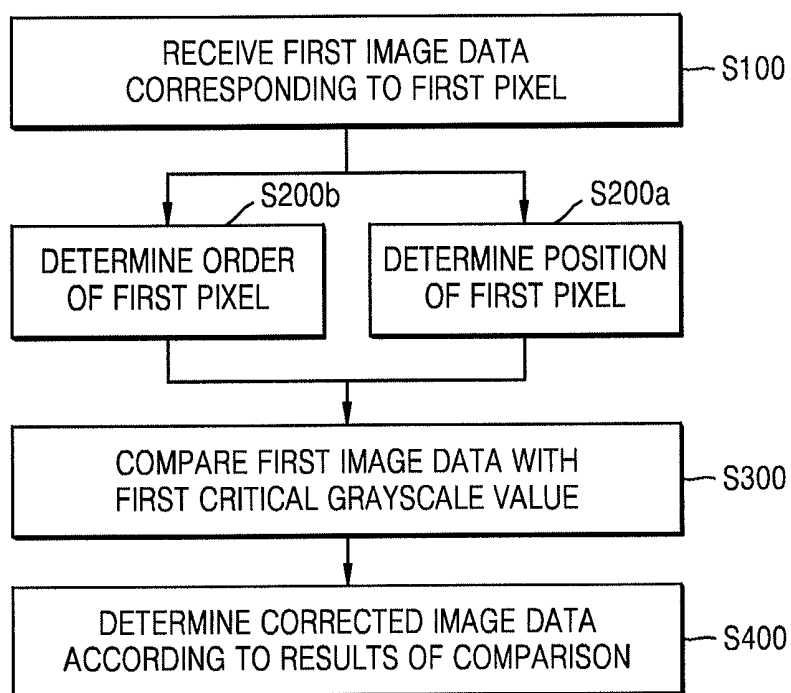 RECEIVE FIRST IMAGE DATA
CORRESPONDING TO FIRST PIXEL
S100
S200b
S200a
DETERMINE ORDER
OF FIRST PIXEL
DETERMINE POSITION
OF FIRST PIXEL
COMPARE FIRST IMAGE DATA WITH
FIRST CRITICAL GRAYSCALE VALUE
S300
DETERMINE CORRECTED IMAGE DATA
ACCORDING TO RESULTS OF COMPARISON
S400